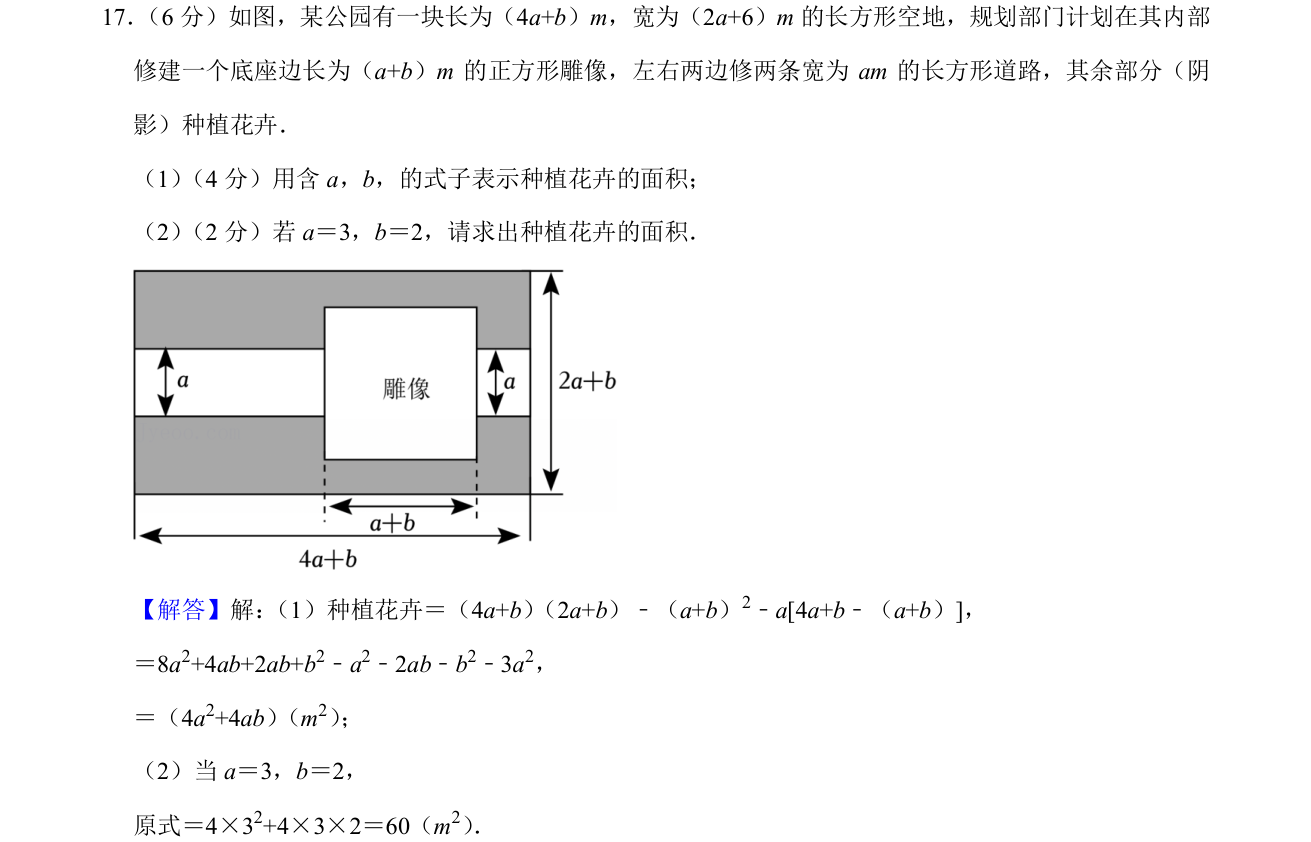 17.（6 分）如图，某公园有一块长为（4a+b）m，宽为（2a+6）m 的长方形空地，规划部门计划在其内部
修建一个底座边长为（a+b）m 的正方形雕像，左右两边修两条宽为 am 的长方形道路，其余部分（阴
影）种植花卉．
（1）（4 分）用含 a，b，的式子表示种植花卉的面积；
（2）（2 分）若 a＝3，b＝2，请求出种植花卉的面积．
a
雕像
a
2a+b
a+b
4a+b
【解答】解：（1）种植花卉＝（4a+b）（2a+b）﹣（a+b）²﹣a[4a+b﹣（a+b）]，
＝8a²+4ab+2ab+b²﹣a²﹣2ab﹣b²﹣3a²，
＝（4a²+4ab）（m²）；
（2）当 a＝3，b＝2，
原式＝4×3²+4×3×2＝60（m²）．